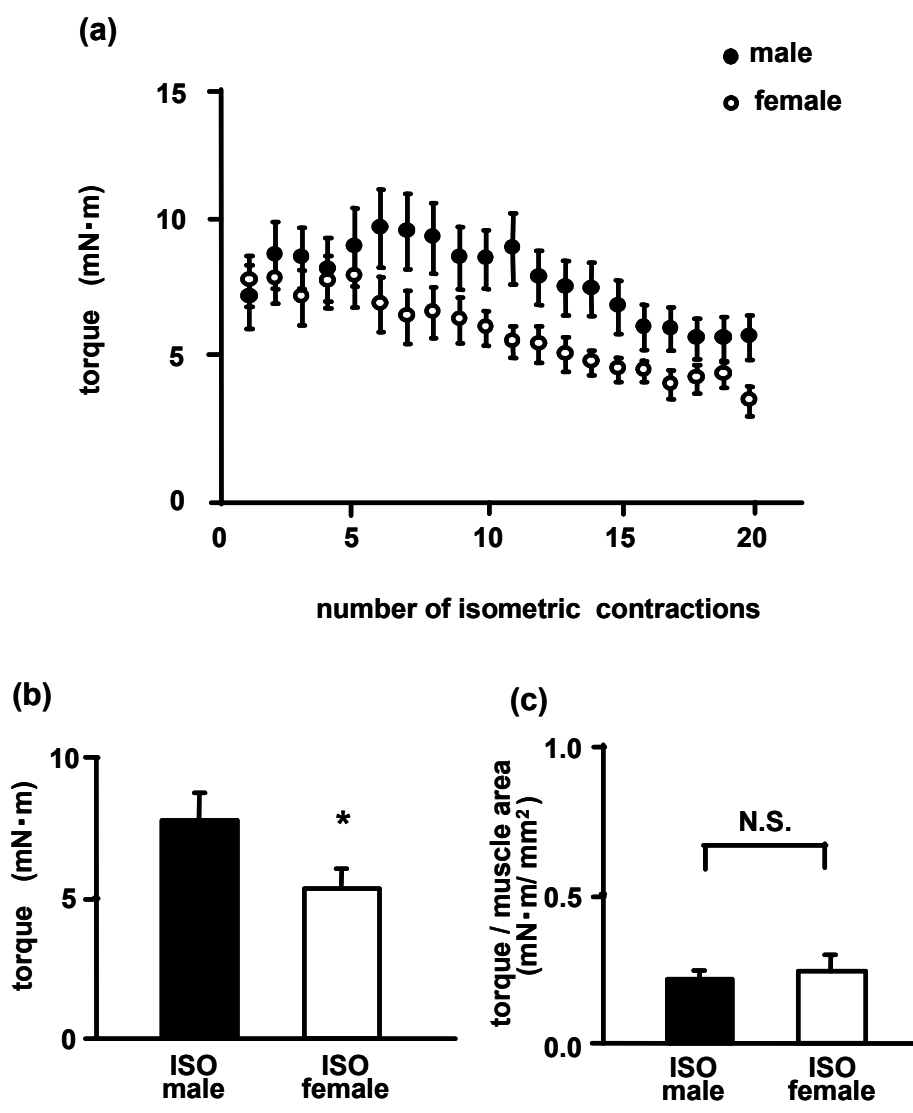 (a)
male
female
15
10
5
0
torque (mN・m)
0 5 10 15 20
number of isometric contractions
(b)
10
5
0
torque (mN・m)
*
ISO ISO
male female
(c)
1.0
0.5
0.0
torque / muscle area
(mN・m/ mm²)
N.S.
ISO ISO
male female